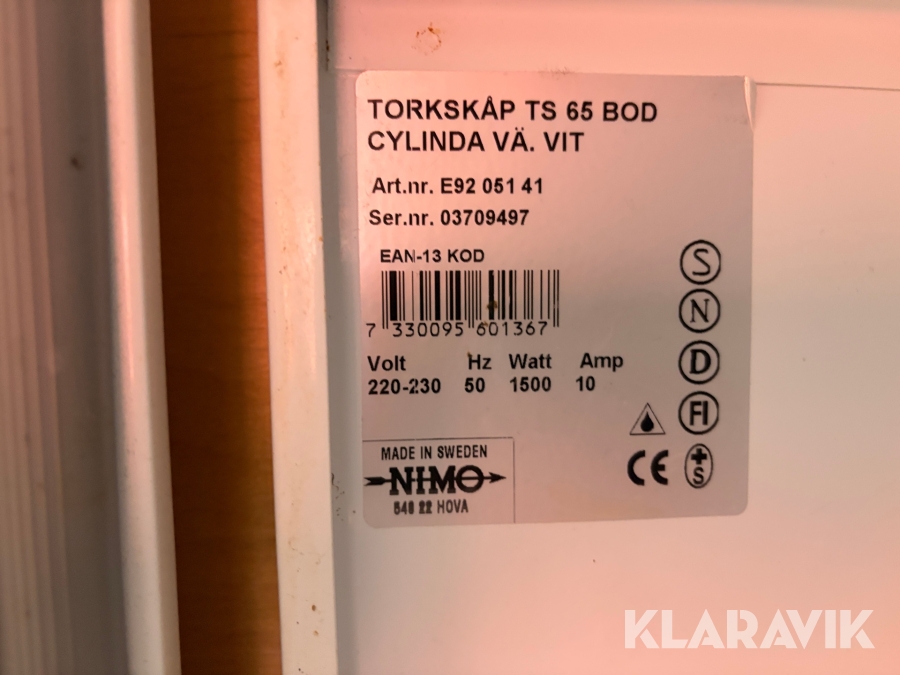 TORKSKÅP TS 65 BOD
CYLINDA VÄ. VIT
Art.nr. E92 051 41
Ser.nr. 03709497
EAN-13 KOD
7 330095 601367
Volt Hz Watt Amp
220-230 50 1500 10
S
N
D
FI
+S
CE
MADE IN SWEDEN
NIMO
548 22 HOVA
KLARAVIK